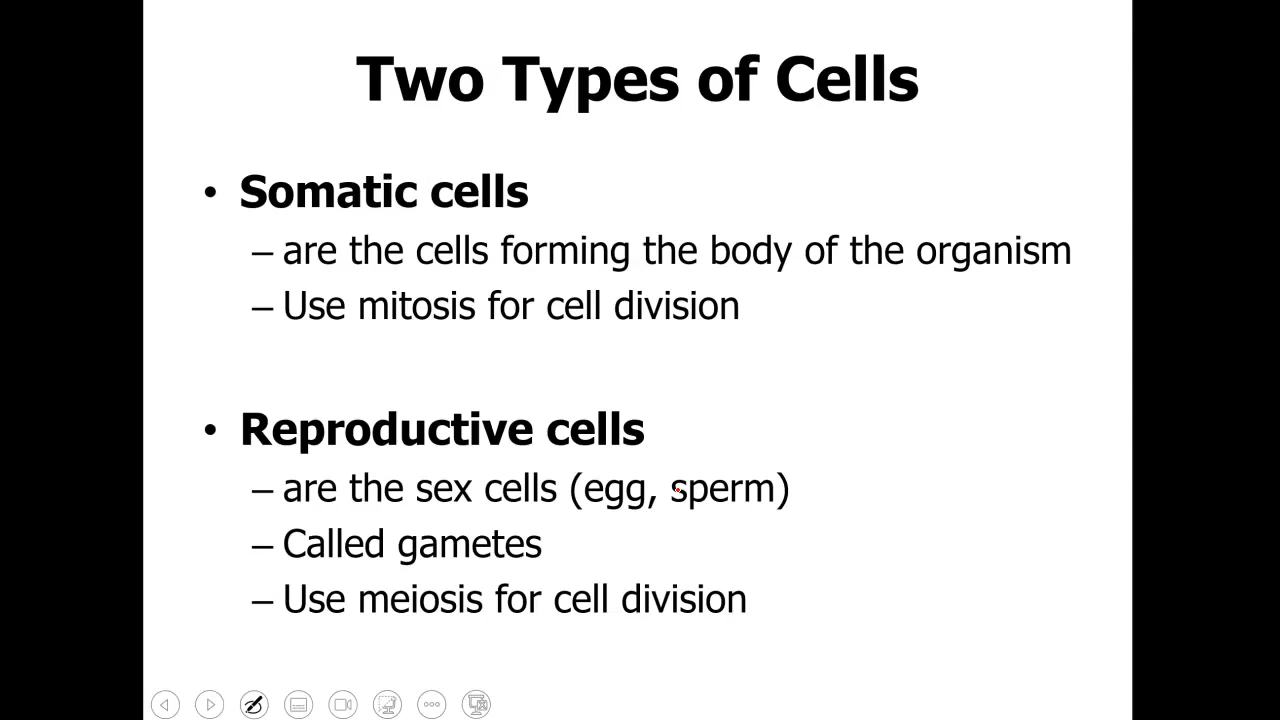 Two Types of Cells
• Somatic cells
– are the cells forming the body of the organism
– Use mitosis for cell division
• Reproductive cells
– are the sex cells (egg, sperm)
– Called gametes
– Use meiosis for cell division